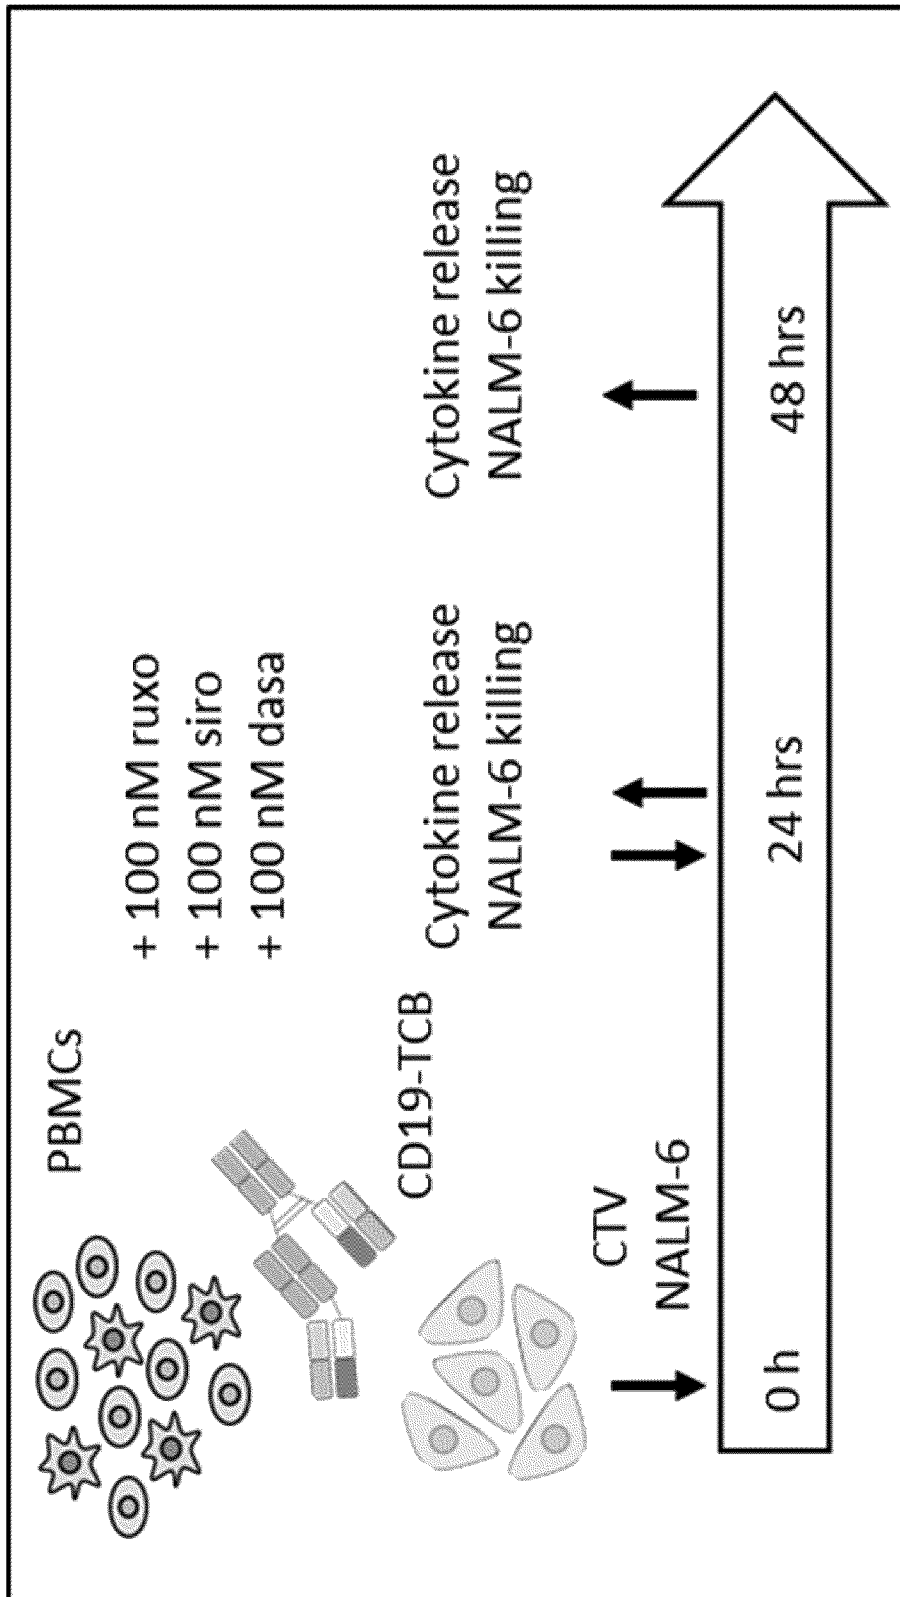 PBMCs
+ 100 nM ruxo
+ 100 nM siro
+ 100 nM dasa
CD19-TCB
Cytokine release
NALM-6 killing
Cytokine release
NALM-6 killing
CTV
NALM-6
0 h
24 hrs
48 hrs